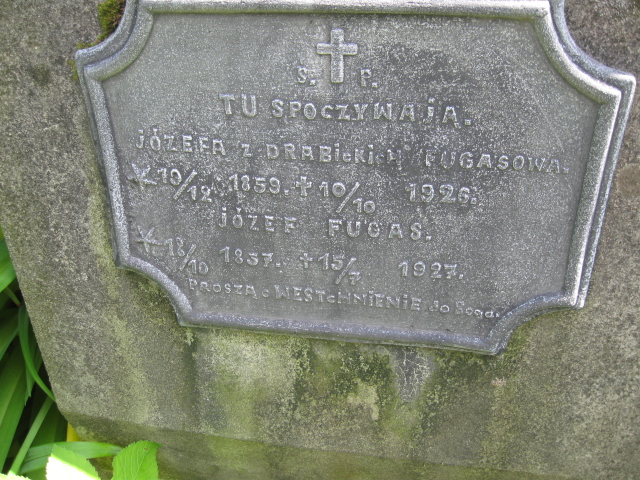 Ś. P.
TU SPOCZYWAJĄ.
JÓZEFA Z DRABickich FUGASOWA.
* 19/12 1859. + 10/10 1926.
JÓZEF FUGAS.
* 18/10 1857. + 15/7 1927.
PROSZĄ o WESTcHNIENIE do Boga.